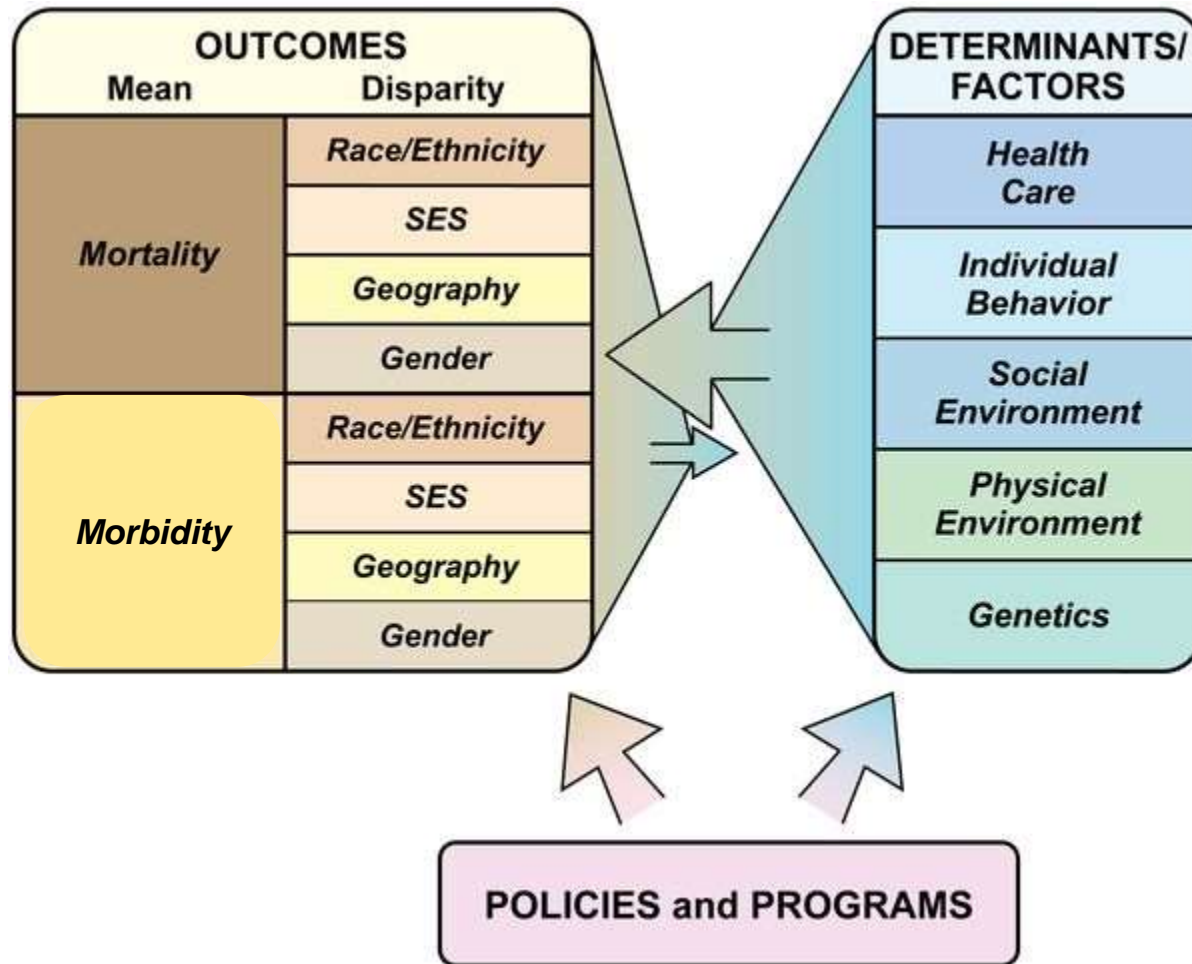 OUTCOMES
Mean Disparity
Mortality
Race/Ethnicity
SES
Geography
Gender
Morbidity
Race/Ethnicity
SES
Geography
Gender
DETERMINANTS/
FACTORS
Health
Care
Individual
Behavior
Social
Environment
Physical
Environment
Genetics
POLICIES and PROGRAMS